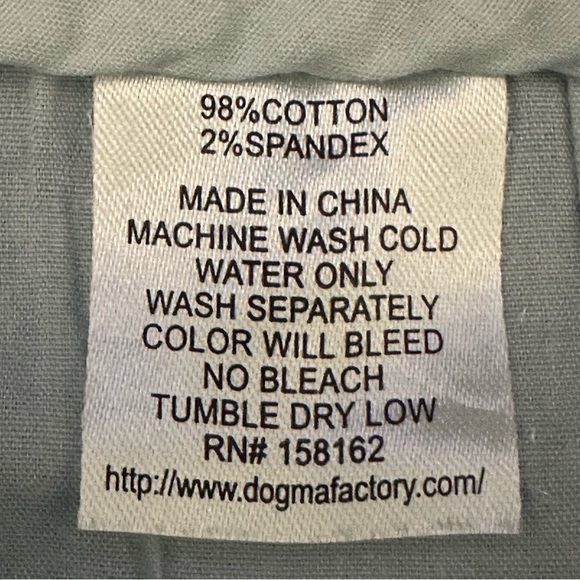 98%COTTON
2%SPANDEX
MADE IN CHINA
MACHINE WASH COLD
WATER ONLY
WASH SEPARATELY
COLOR WILL BLEED
NO BLEACH
TUMBLE DRY LOW
RN# 158162
http://www.dogmafactory.com/